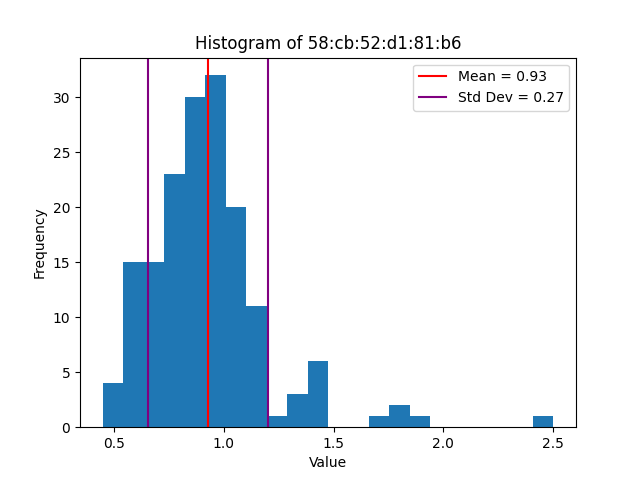 Histogram of 58:cb:52:d1:81:b6
Mean = 0.93
Std Dev = 0.27
Frequency
30
25
20
15
10
5
0
0.5 1.0 1.5 2.0 2.5
Value